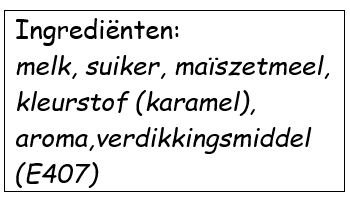 Ingrediënten:
melk, suiker, maïszetmeel,
kleurstof (karamel),
aroma,verdikkingsmiddel
(E407)